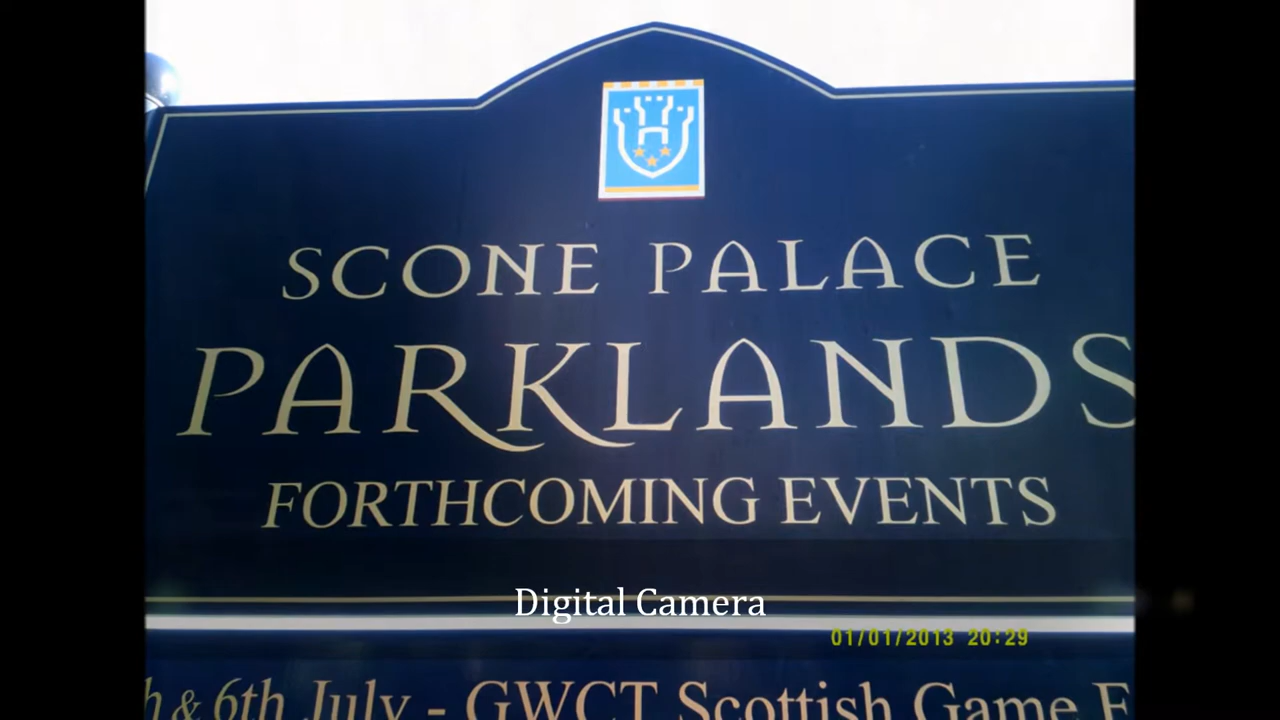 SCONE PALACE
PARKLANDS
FORTHCOMING EVENTS
Digital Camera
01/01/2013 20:29
& 6th July - GWCT Scottish Game